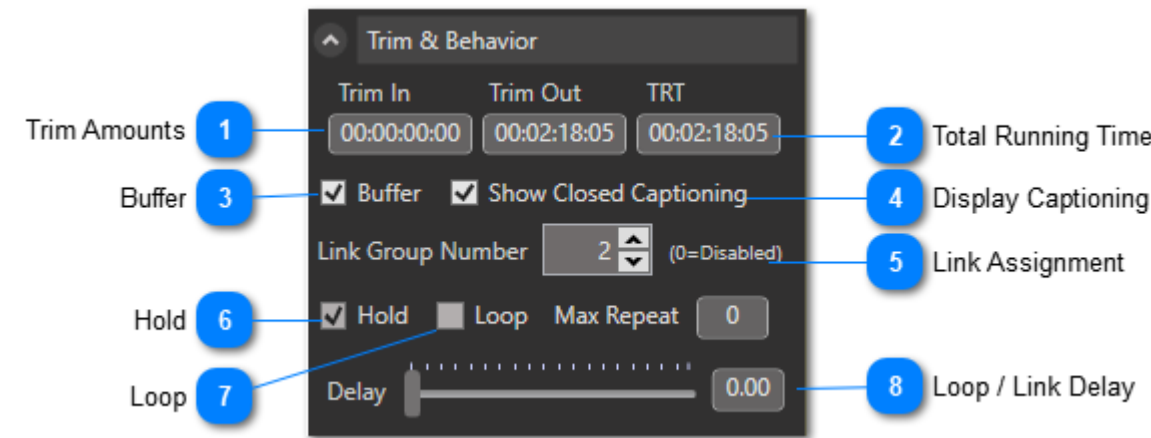 Trim & Behavior
Trim In Trim Out TRT
Trim Amounts 1 00:00:00:00 00:02:18:05 00:02:18:05 2 Total Running Time
Buffer 3 Buffer Show Closed Captioning 4 Display Captioning
Link Group Number 2 (0=Disabled) 5 Link Assignment
Hold 6 Hold Loop Max Repeat 0
Loop 7 Delay 0.00 8 Loop / Link Delay